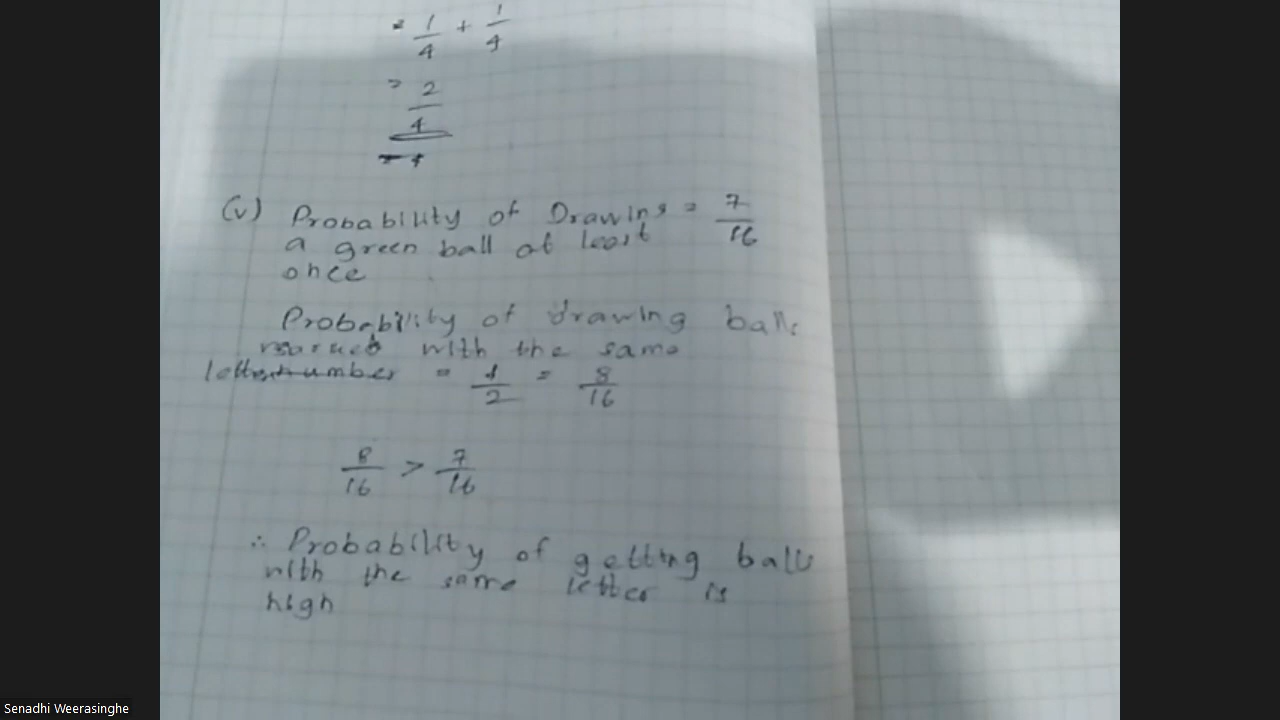 = 1/4 + 1/4
= 2/4
(v) Probability of Drawing = 7/16
a green ball at least
once
Probability of drawing balls
marked with the same
letter number = 1/2 = 8/16
8/16 > 7/16
∴ Probability of getting balls
with the same letter is
high
Senadhi Weerasinghe